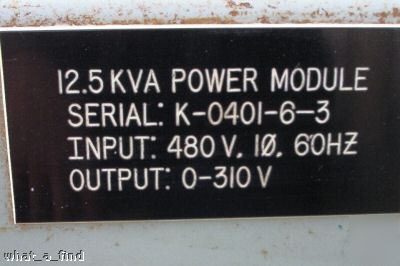 12.5 KVA POWER MODULE
SERIAL: K-0401-6-3
INPUT: 480 V. 1Ø. 60HZ
OUTPUT: 0-310 V
what_a_find